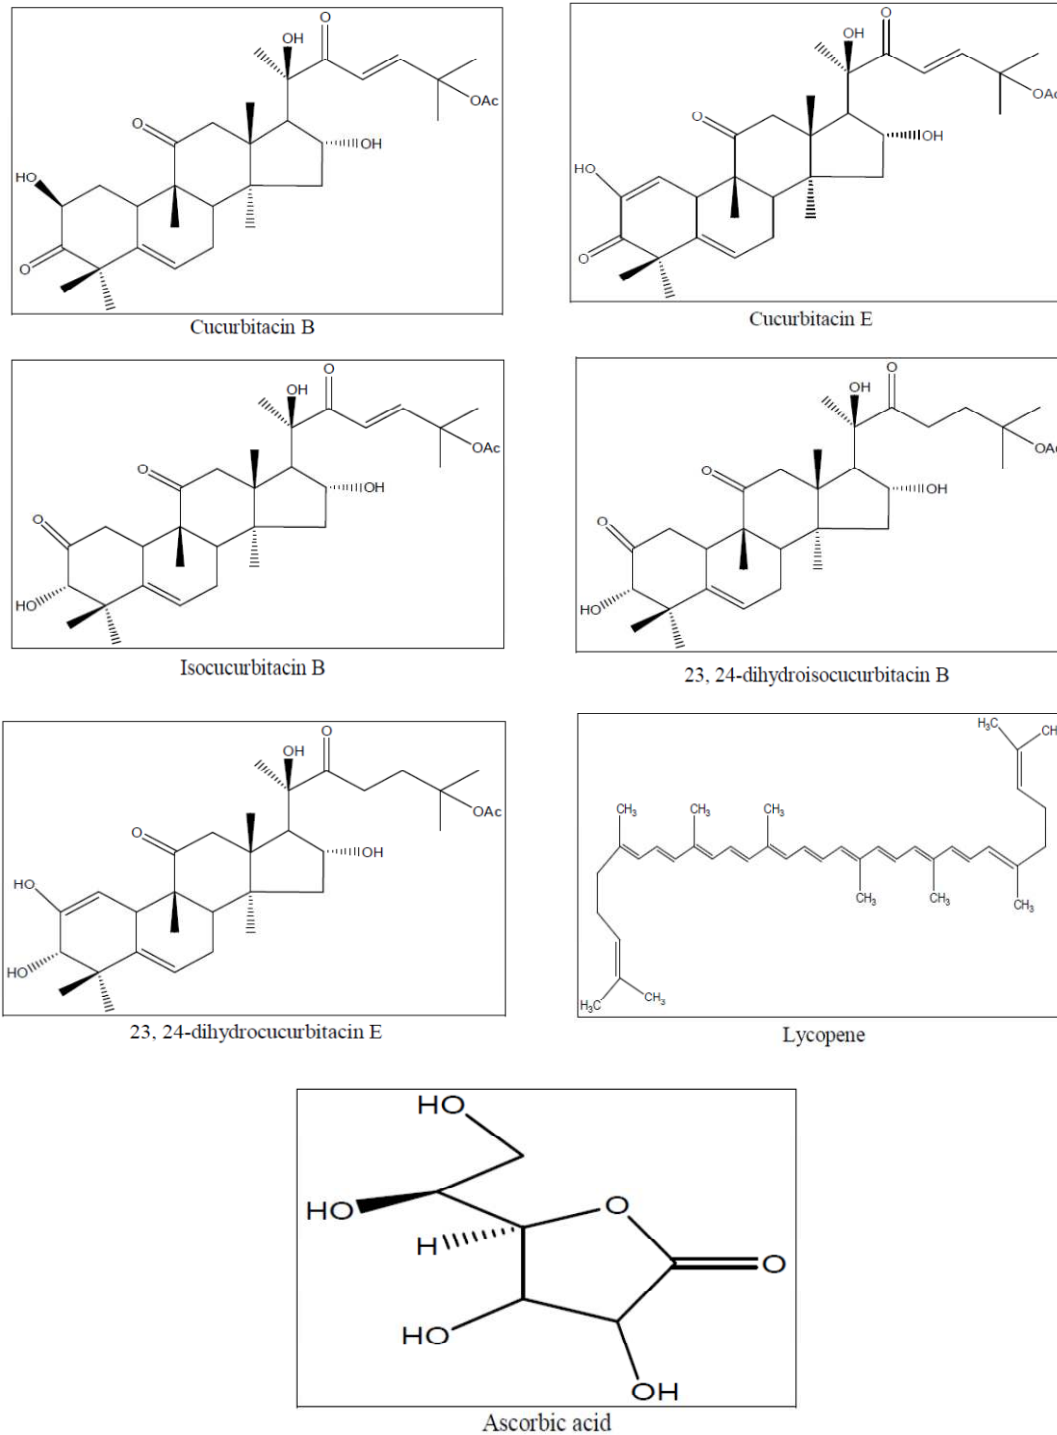 O
OH
OAc
O
OH
HO
O
Cucurbitacin B
O
OH
OAc
O
OH
HO
O
Cucurbitacin E
O
OH
OAc
O
OH
O
HO
Isocucurbitacin B
O
OH
OAc
O
OH
O
HO
23, 24-dihydroisocucurbitacin B
O
OH
OAc
O
OH
HO
HO
23, 24-dihydrocucurbitacin E
H₃C
CH
CH₃ CH₃ CH₃
CH₃ CH₃ CH₃
H₃C CH₃
Lycopene
HO
HO
O
H
O
HO
OH
Ascorbic acid